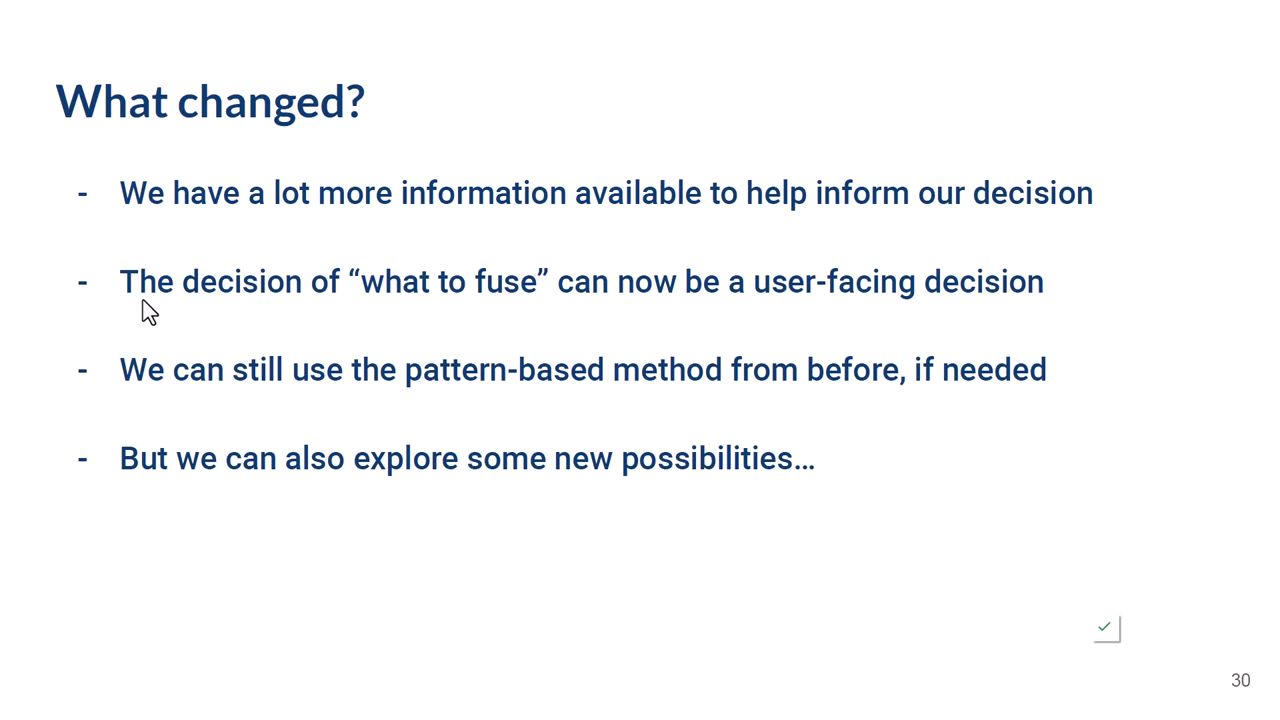 What changed?
- We have a lot more information available to help inform our decision
- The decision of “what to fuse” can now be a user-facing decision
- We can still use the pattern-based method from before, if needed
- But we can also explore some new possibilities…
30